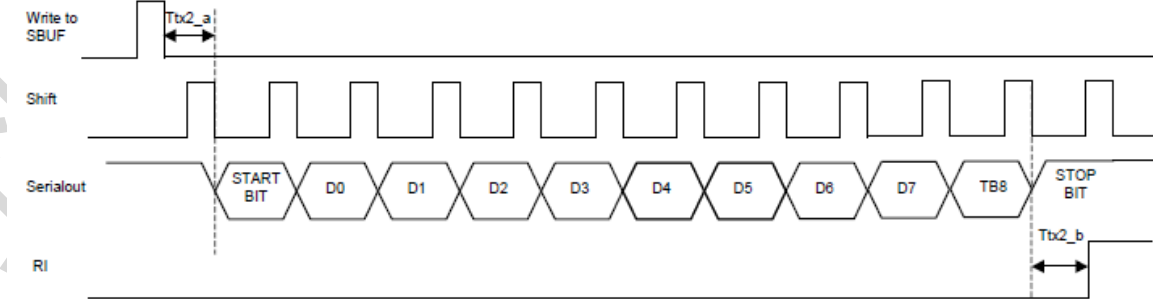 Write to
SBUF
Ttx2_a
Shift
Serialout
START
BIT
D0
D1
D2
D3
D4
D5
D6
D7
TB8
STOP
BIT
Ttx2_b
RI